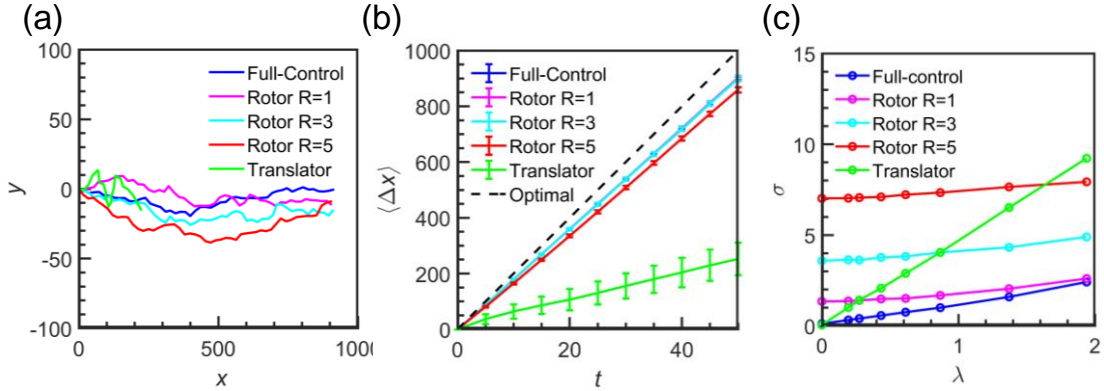 (a)
100
50
0
-50
-100
y
0
500
1000
x
Full-Control
Rotor R=1
Rotor R=3
Rotor R=5
Translator
(b)
1000
800
600
400
200
0
⟨Δx⟩
0
20
40
t
Full-Control
Rotor R=1
Rotor R=3
Rotor R=5
Translator
Optimal
(c)
15
10
5
0
σ
0
1
2
λ
Full-control
Rotor R=1
Rotor R=3
Rotor R=5
Translator